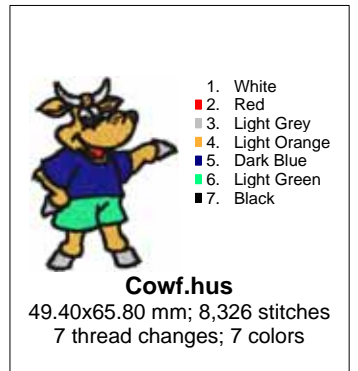 1. White
2. Red
3. Light Grey
4. Light Orange
5. Dark Blue
6. Light Green
7. Black
Cowf.hus
49.40x65.80 mm; 8,326 stitches
7 thread changes; 7 colors